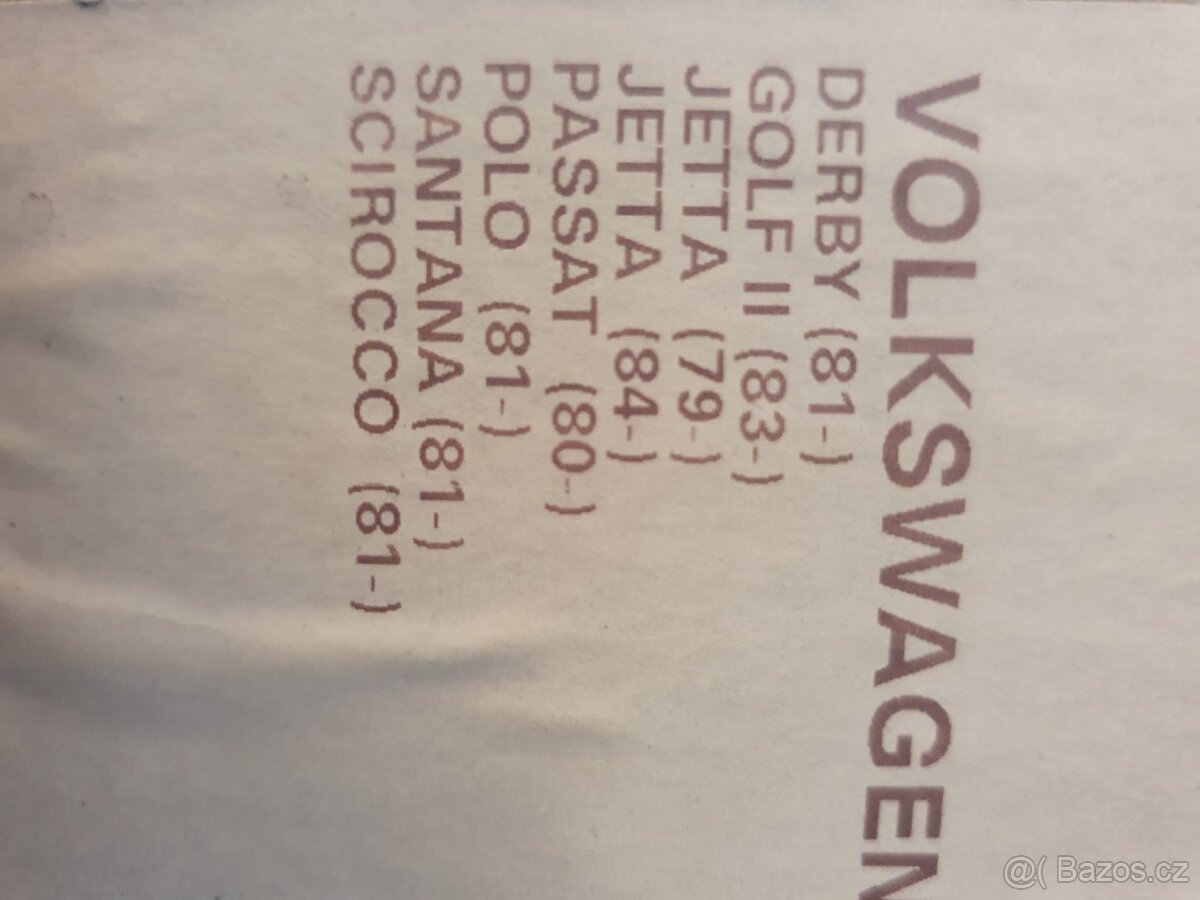 VOLKSWAGEN
DERBY (81-)
GOLF II (83-)
JETTA (79-)
JETTA (84-)
PASSAT (80-)
POLO (81-)
SANTANA (81-)
SCIROCCO (81-)
@( Bazos.cz